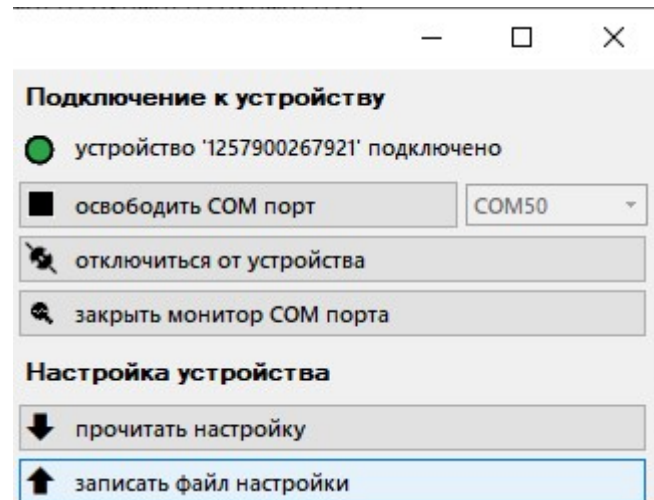 Подключение к устройству
устройство '1257900267921' подключено
освободить COM порт COM50
отключиться от устройства
закрыть монитор COM порта
Настройка устройства
прочитать настройку
записать файл настройки